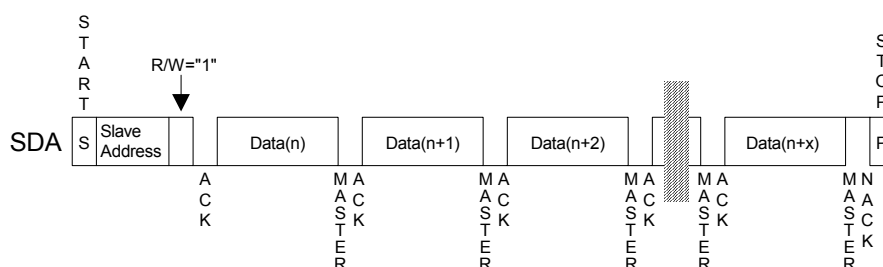 START
STOP
R/W="1"
SDA
S
Slave
Address
Data(n)
Data(n+1)
Data(n+2)
Data(n+x)
P
ACK
MASTER
ACK
MASTER
ACK
MASTER
ACK
MASTER
ACK
MASTER
NACK